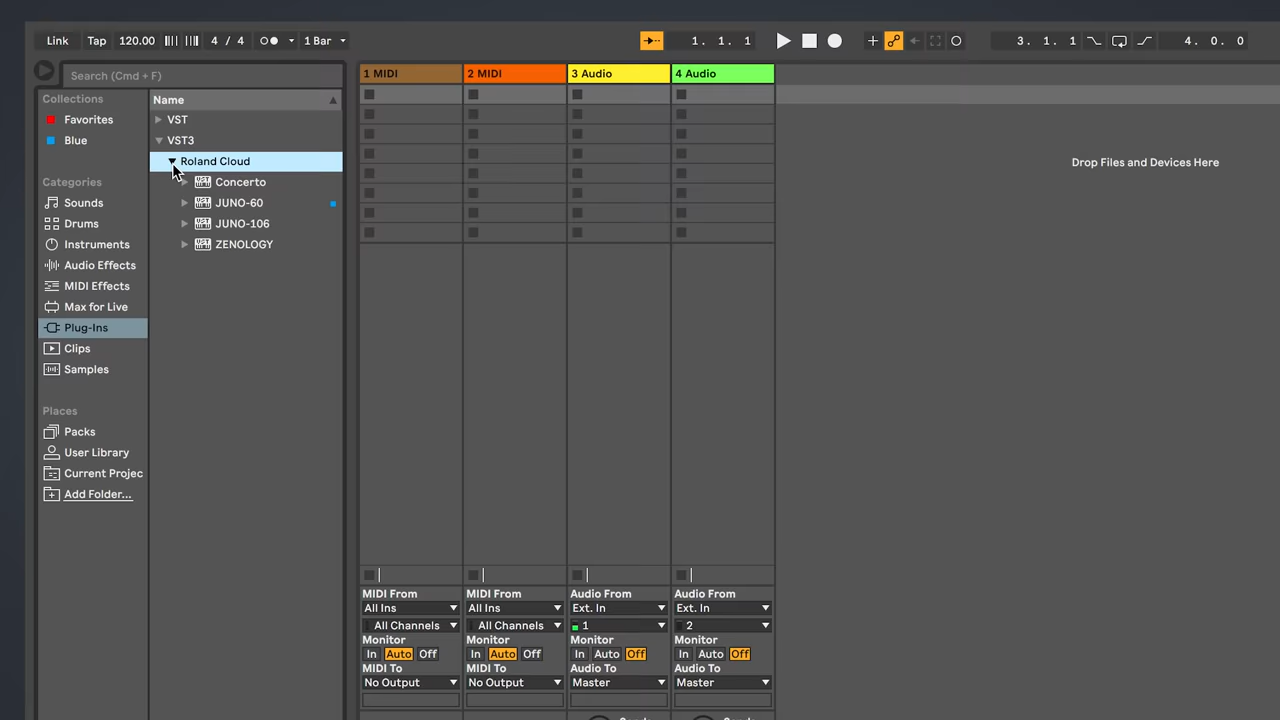 Link Tap 120.00 4 / 4 1 Bar 1. 1. 1 3. 1. 1 4. 0. 0
Search (Cmd + F)
Collections
Favorites
Blue
Categories
Sounds
Drums
Instruments
Audio Effects
MIDI Effects
Max for Live
Plug-Ins
Clips
Samples
Places
Packs
User Library
Current Projec
Add Folder...
Name
VST
VST3
Roland Cloud
Concerto
JUNO-60
JUNO-106
ZENOLOGY
1 MIDI
2 MIDI
3 Audio
4 Audio
Drop Files and Devices Here
MIDI From
All Ins
All Channels
Monitor
In Auto Off
MIDI To
No Output
MIDI From
All Ins
All Channels
Monitor
In Auto Off
MIDI To
No Output
Audio From
Ext. In
1
Monitor
In Auto Off
Audio To
Master
Audio From
Ext. In
2
Monitor
In Auto Off
Audio To
Master